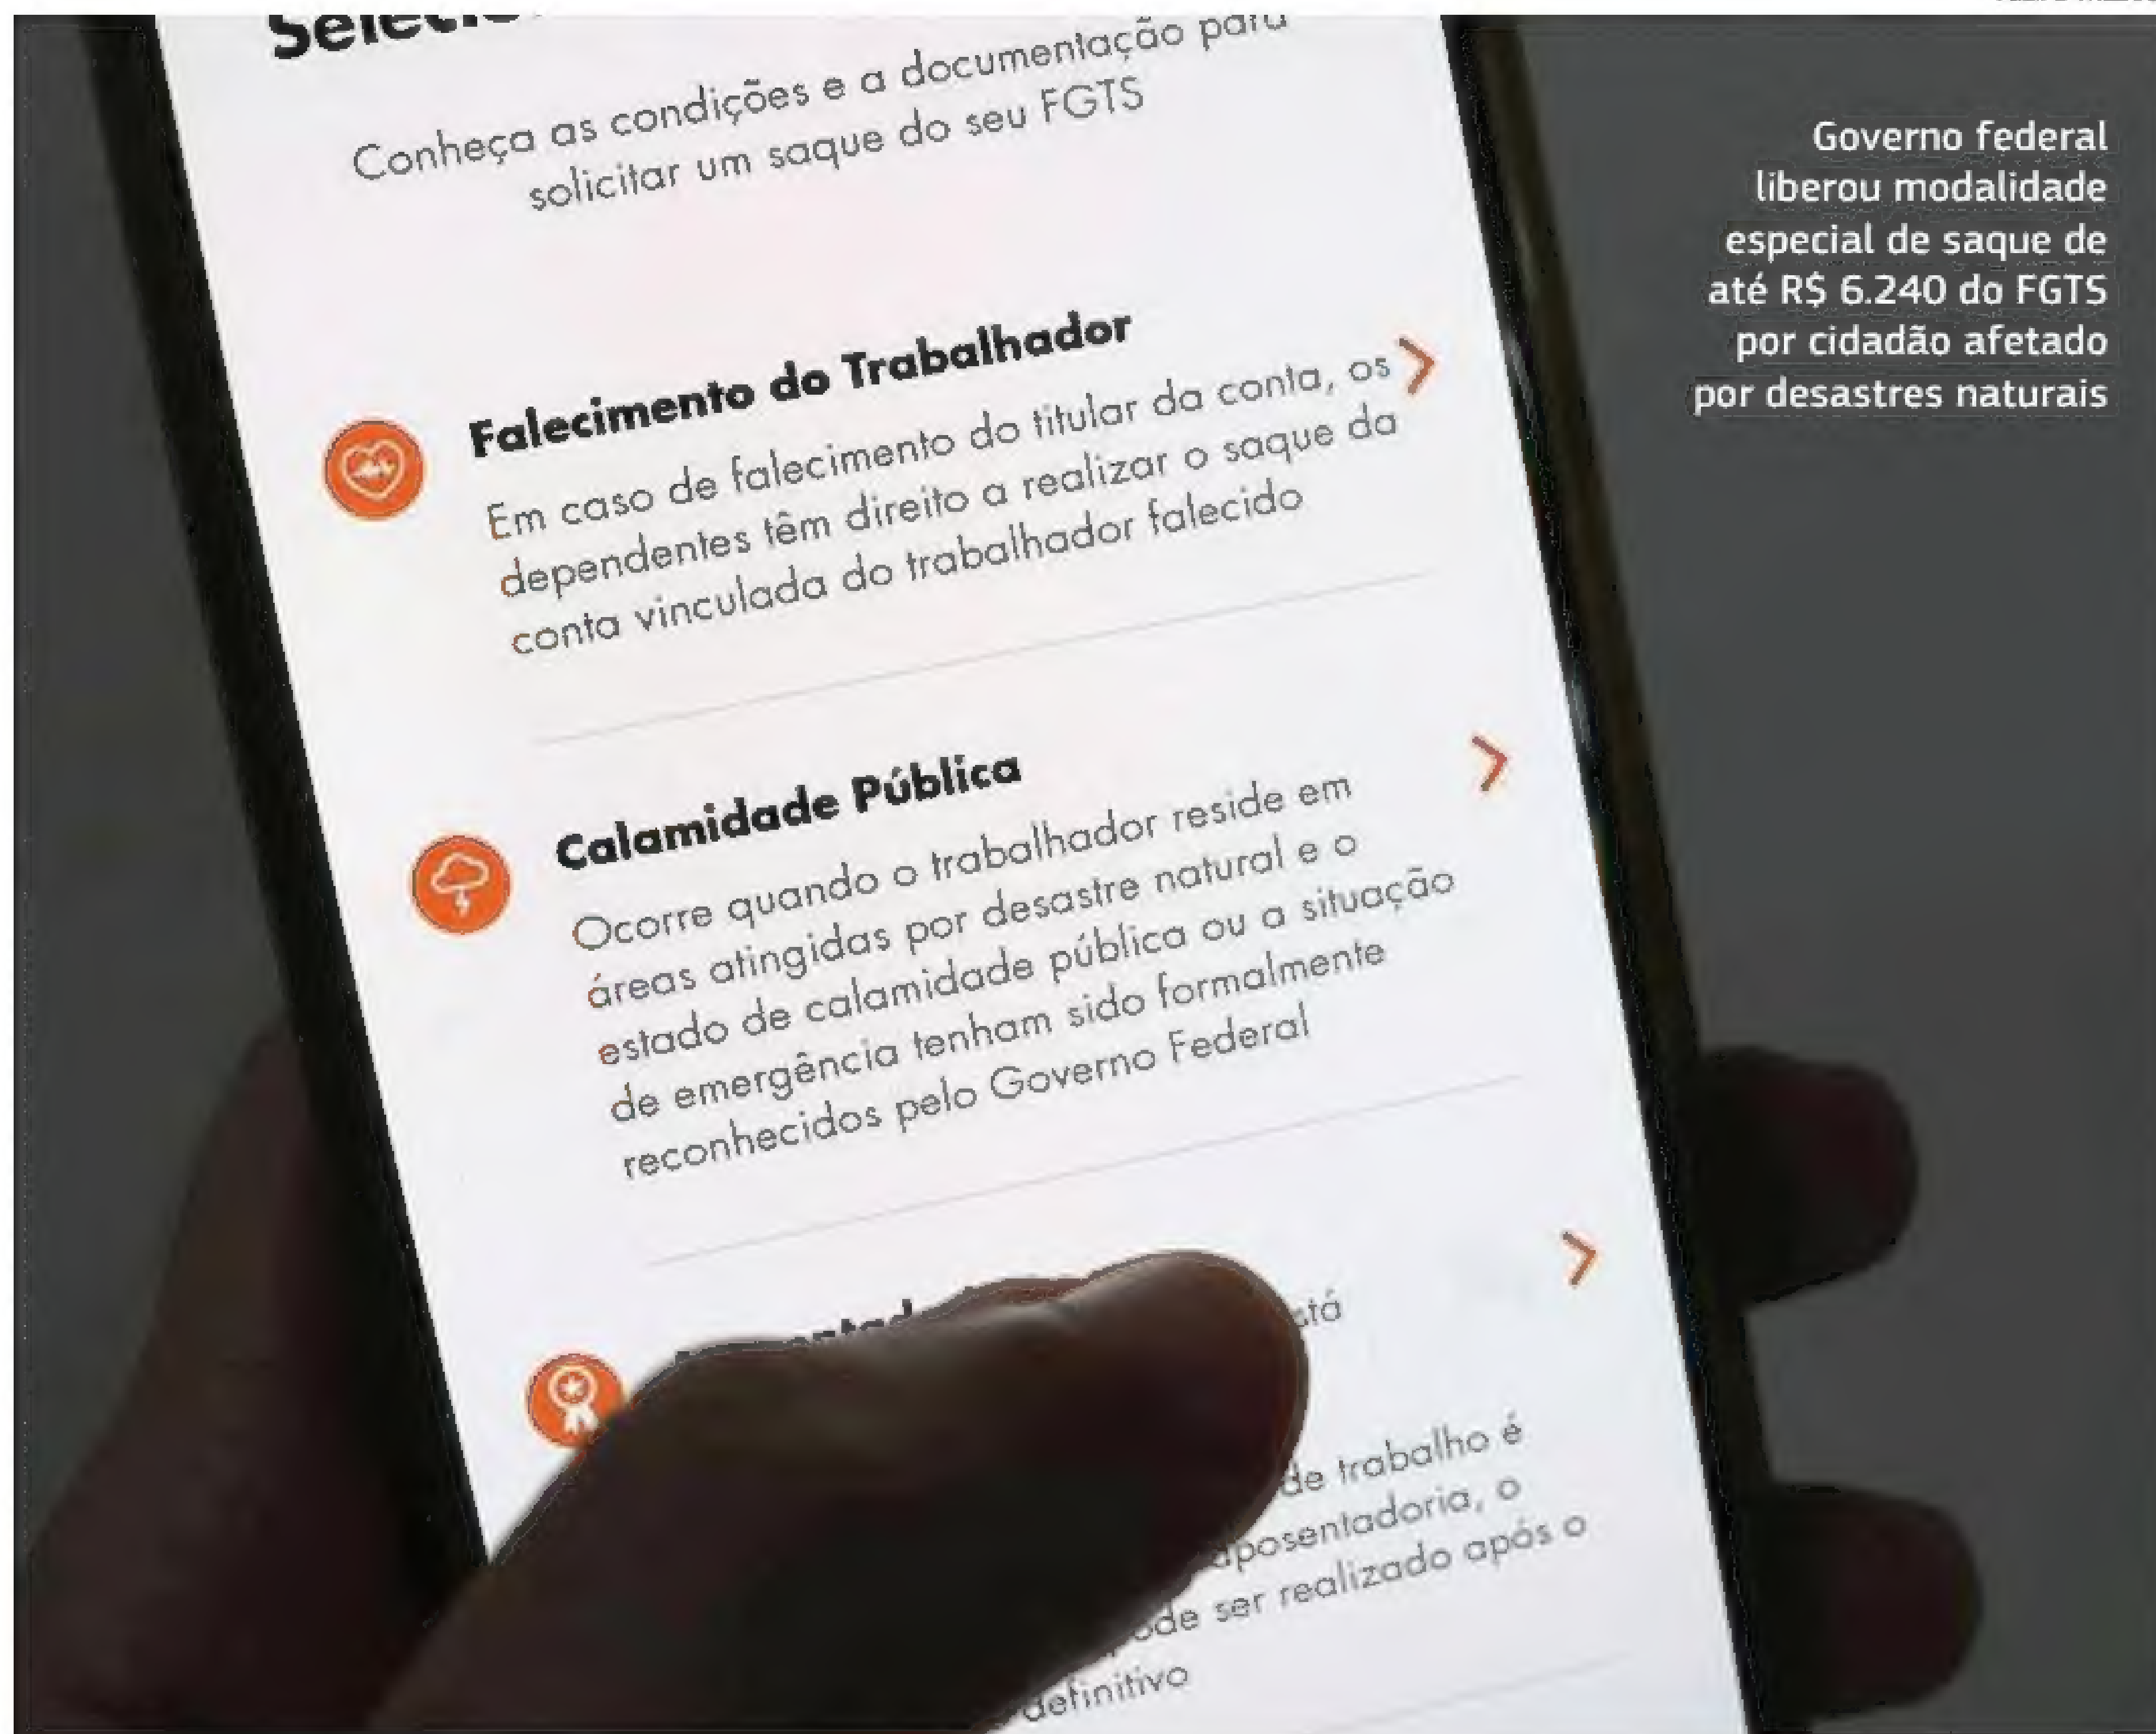 Conheça as condições e a documentação para
solicitar um saque do seu FGTS
Governo federal
liberou modalidade
especial de saque de
até R$ 6.240 do FGTS
por cidadão afetado
por desastres naturais
Falecimento do Trabalhador
Em caso de falecimento do titular da conta, os
dependentes têm direito a realizar o saque da
conta vinculada do trabalhador falecido
Calamidade Pública
Ocorre quando o trabalhador reside em
áreas atingidas por desastre natural e o
estado de calamidade pública ou a situação
de emergência tenham sido formalmente
reconhecidos pelo Governo Federal
de trabalho é
aposentadoria, o
ser realizado após o
definitivo